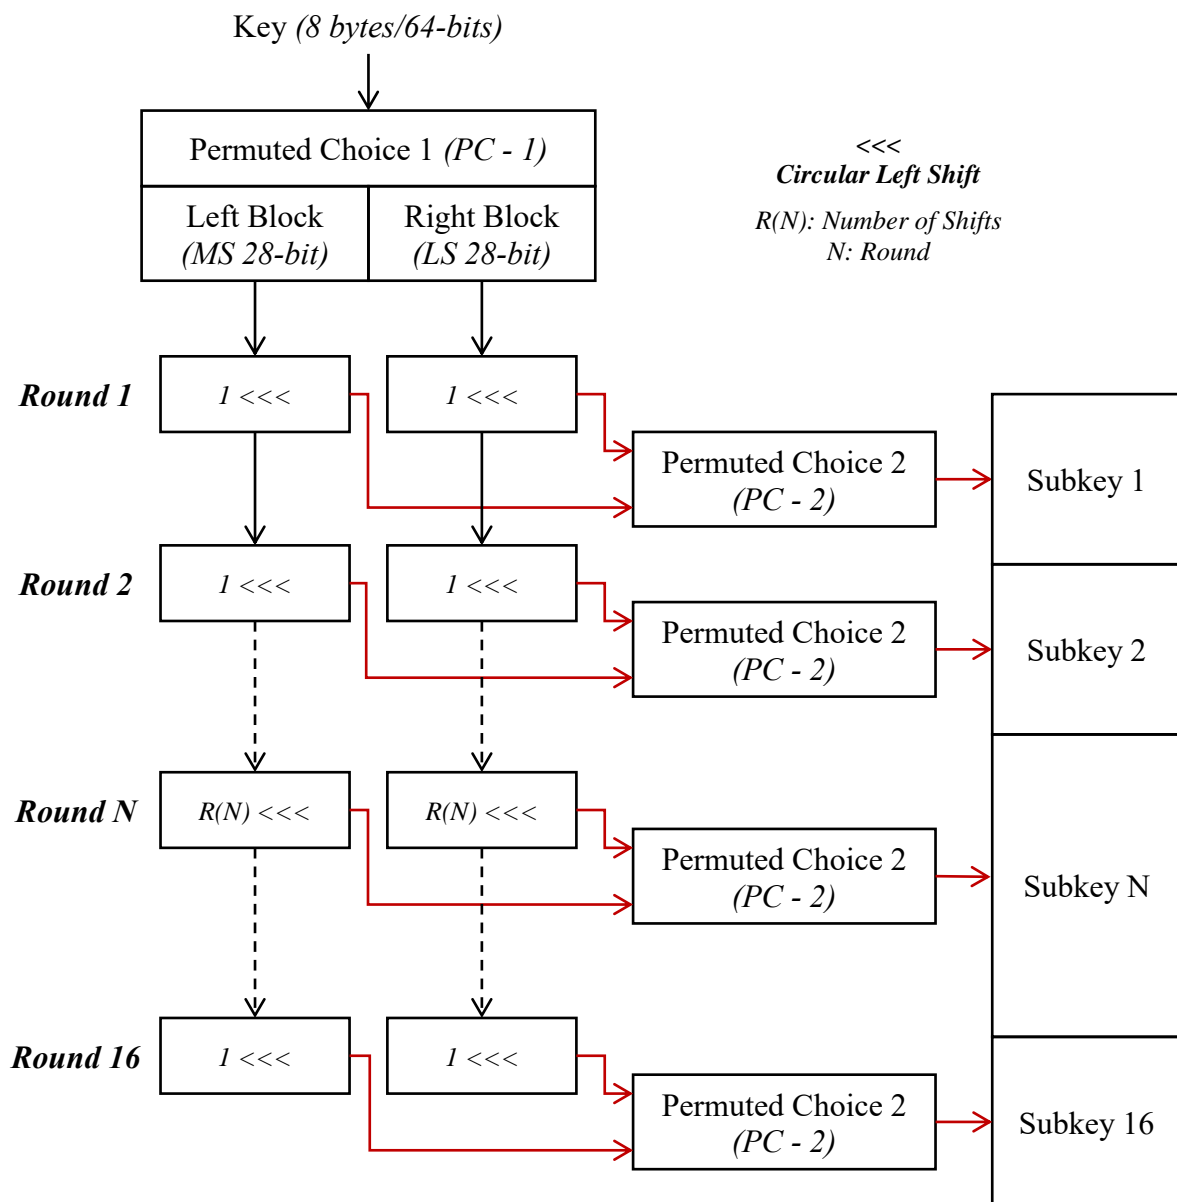 Key (8 bytes/64-bits)
Permuted Choice 1 (PC - 1)
Left Block
(MS 28-bit)
Right Block
(LS 28-bit)
<<<
Circular Left Shift
R(N): Number of Shifts
N: Round
Round 1
1 <<<
1 <<<
Permuted Choice 2
(PC - 2)
Subkey 1
Round 2
1 <<<
1 <<<
Permuted Choice 2
(PC - 2)
Subkey 2
Round N
R(N) <<<
R(N) <<<
Permuted Choice 2
(PC - 2)
Subkey N
Round 16
1 <<<
1 <<<
Permuted Choice 2
(PC - 2)
Subkey 16